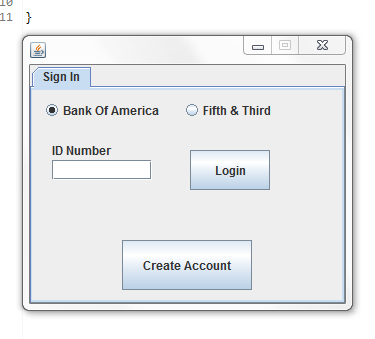 10
11 }
Sign In
Bank Of America Fifth & Third
ID Number
Login
Create Account